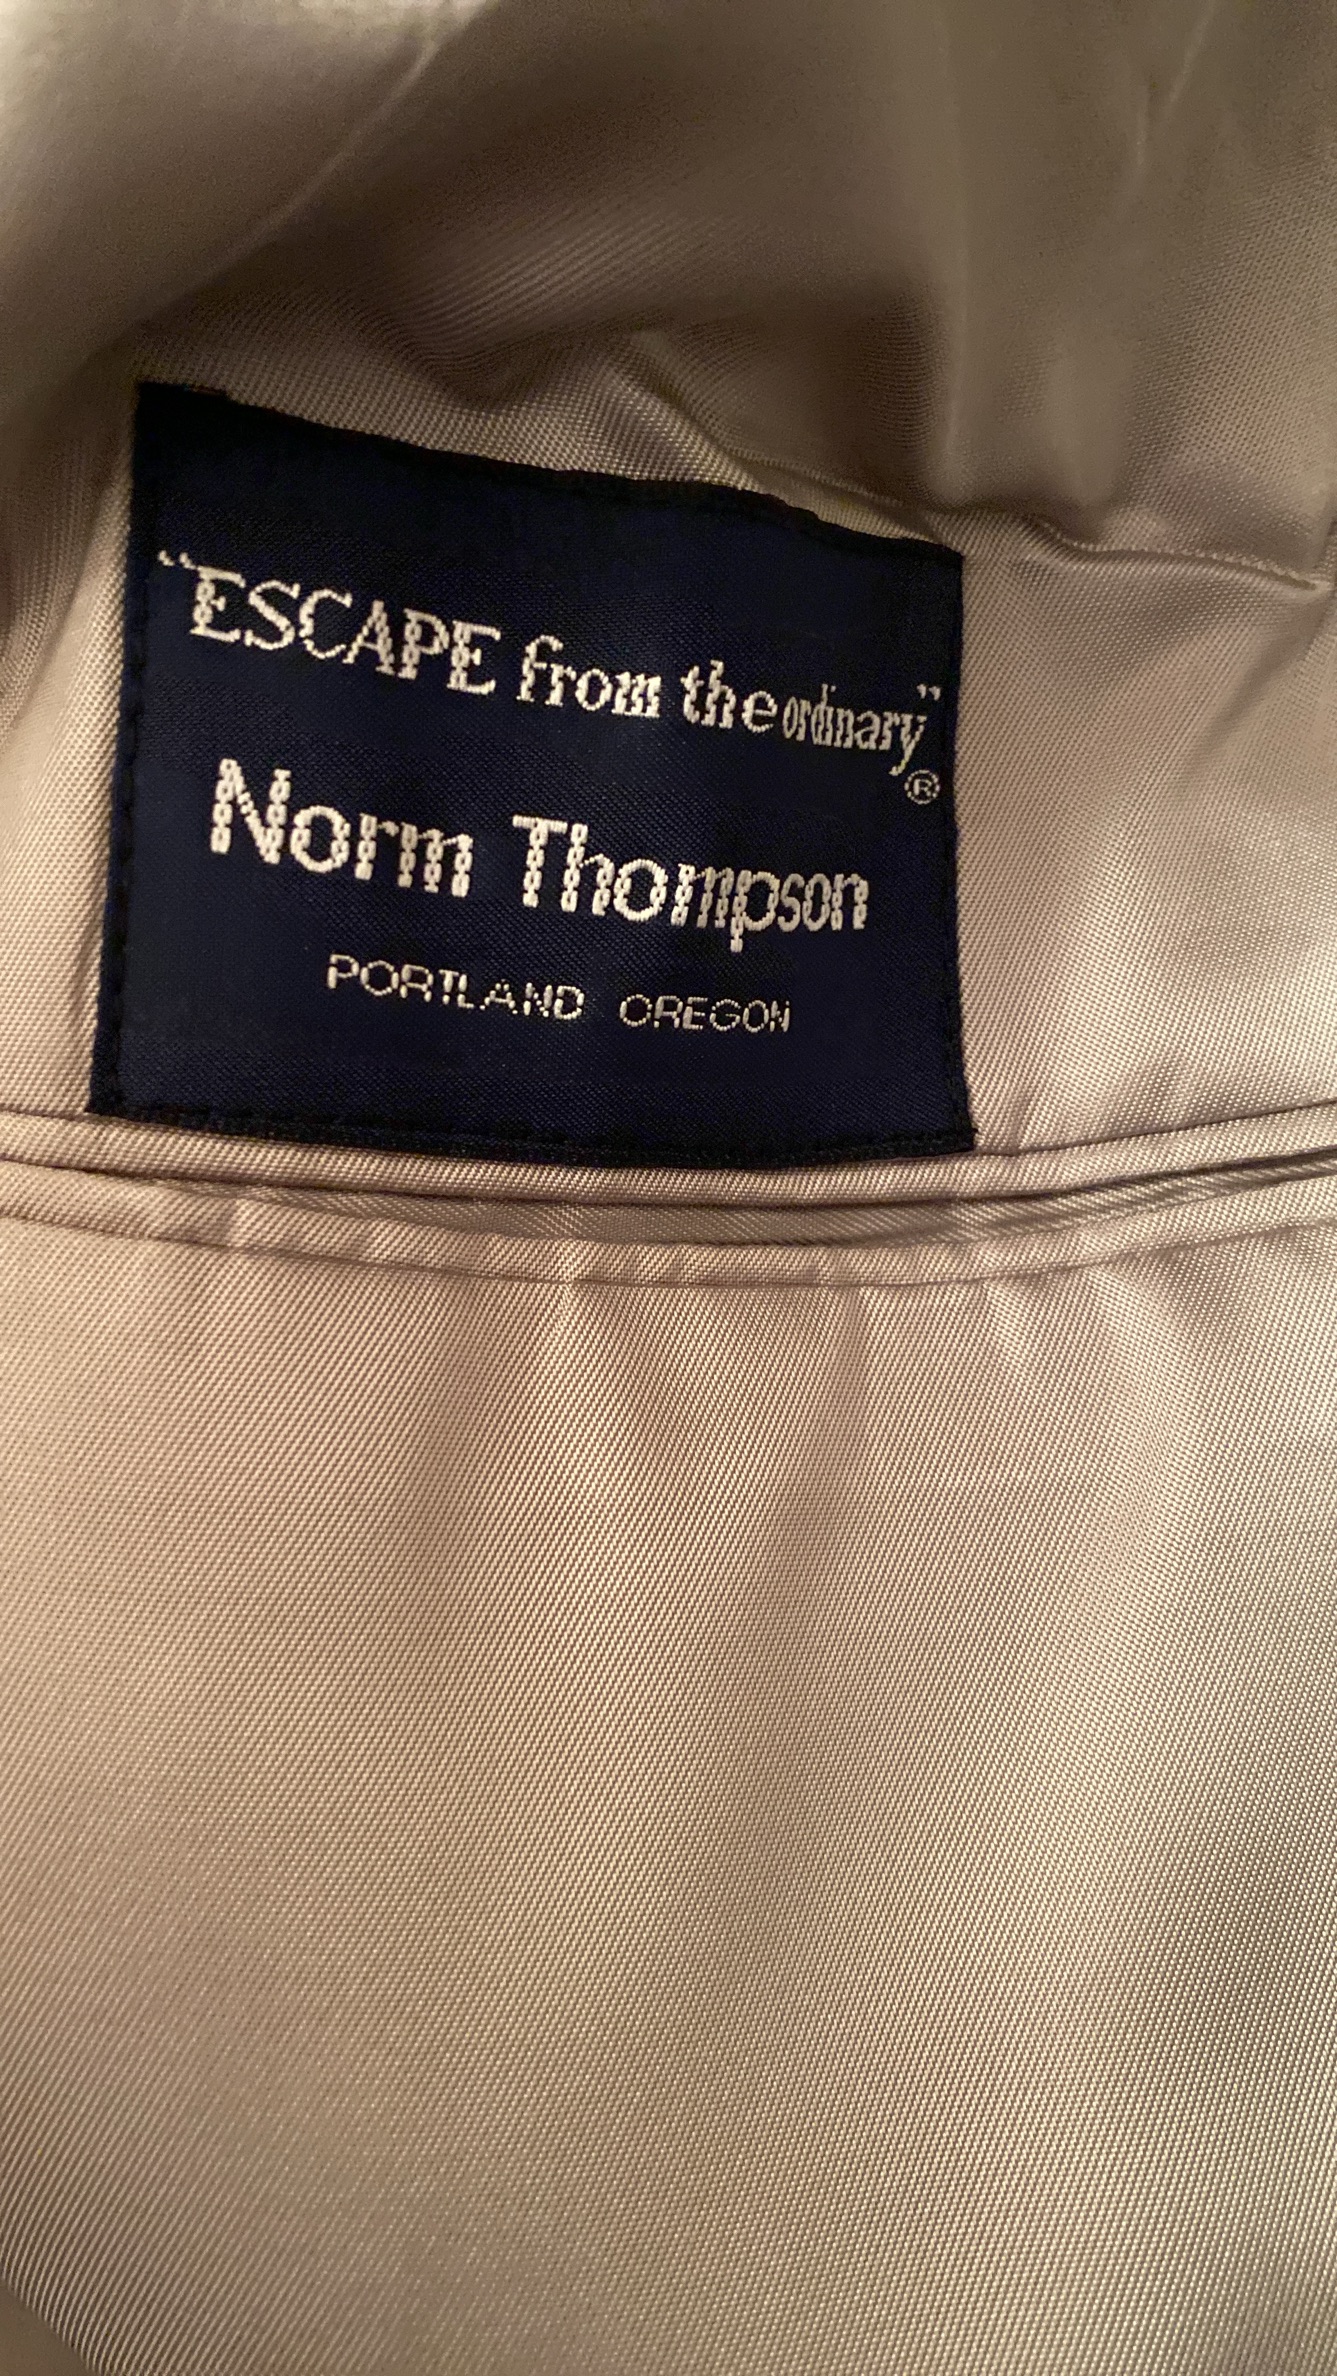 “ESCAPE from the ordinary”
®
Norm Thompson
PORTLAND OREGON